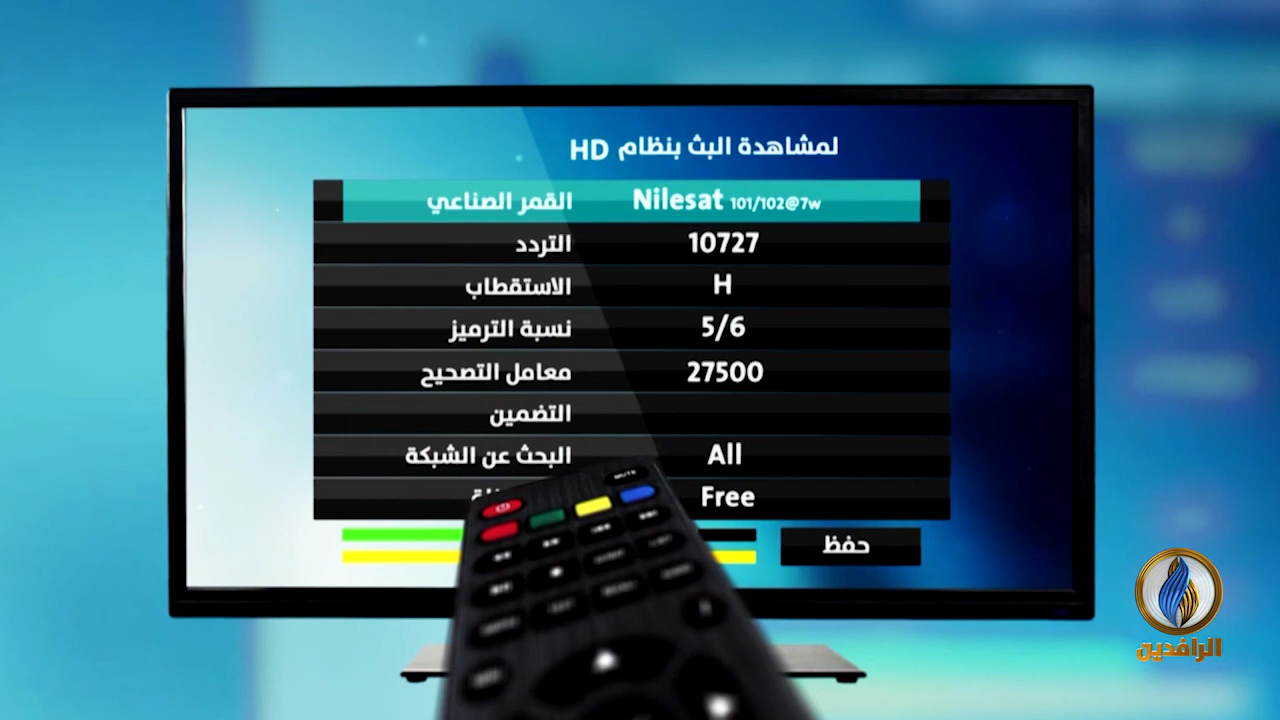 لمشاهدة البث بنظام HD
القمر الصناعي Nilesat 101/102@7w
التردد 10727
الاستقطاب H
نسبة الترميز 5/6
معامل التصحيح 27500
التضمين
البحث عن الشبكة All
Free
حفظ
MUTE
الرافدين